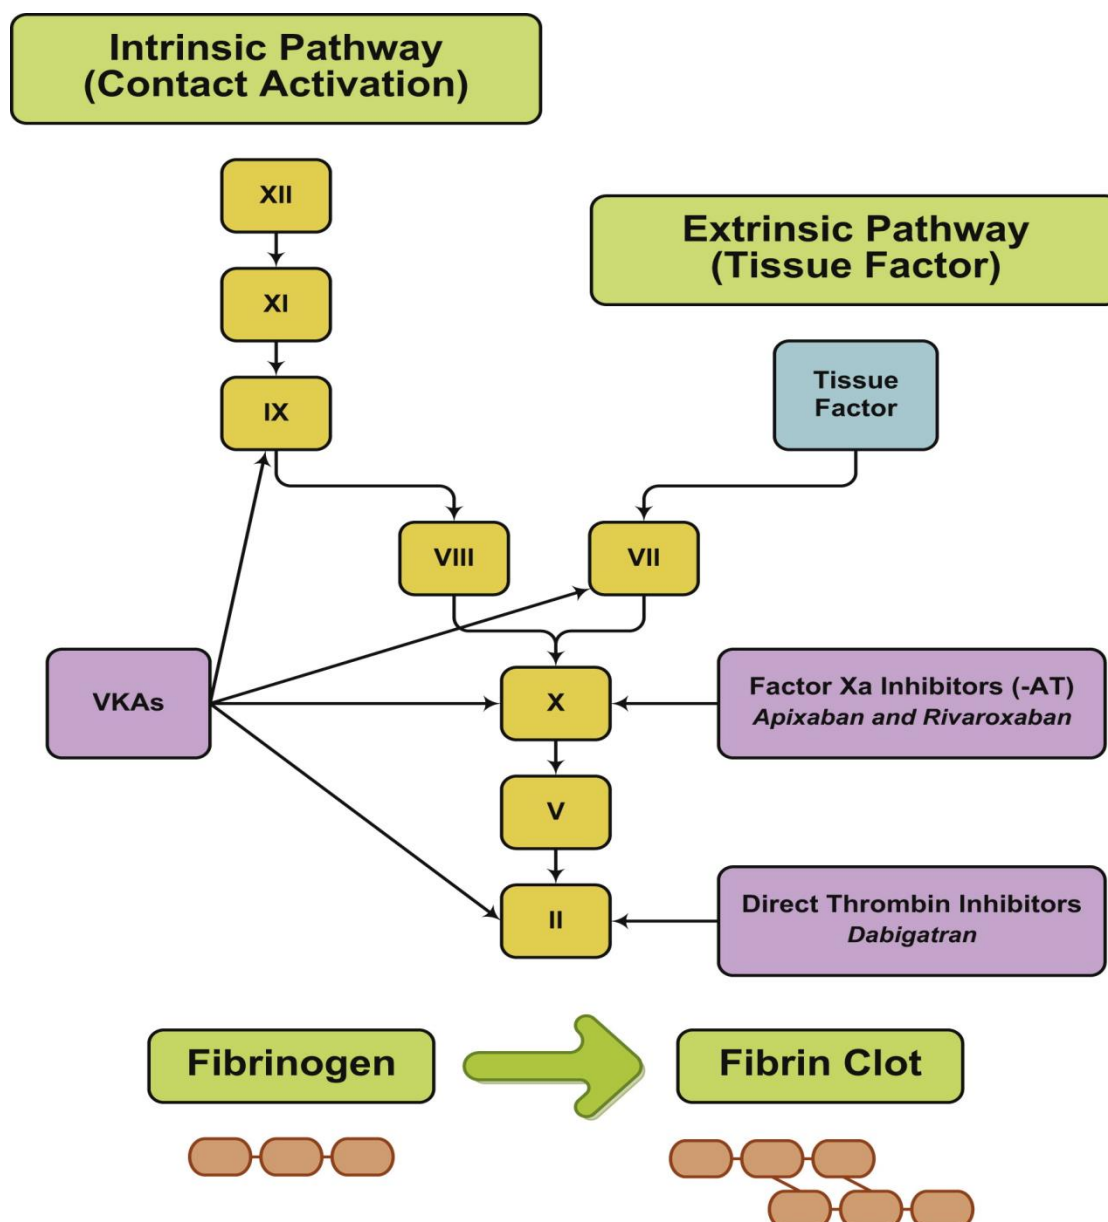 Intrinsic Pathway
(Contact Activation)
XII
Extrinsic Pathway
(Tissue Factor)
XI
Tissue
Factor
IX
VIII
VII
VKAs
X
Factor Xa Inhibitors (-AT)
Apixaban and Rivaroxaban
V
II
Direct Thrombin Inhibitors
Dabigatran
Fibrinogen
Fibrin Clot